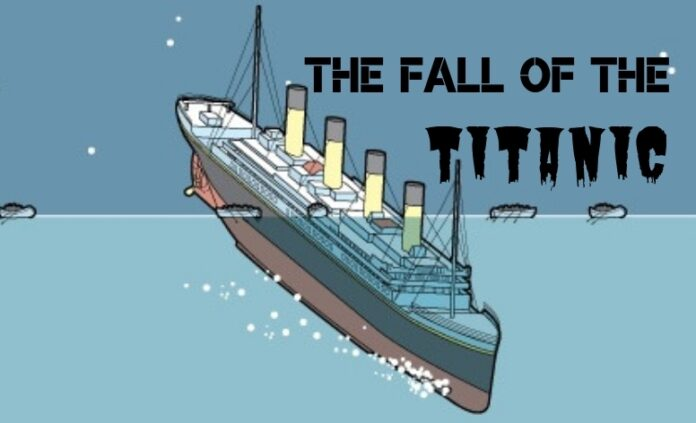 THE FALL OF THE
TITANIC